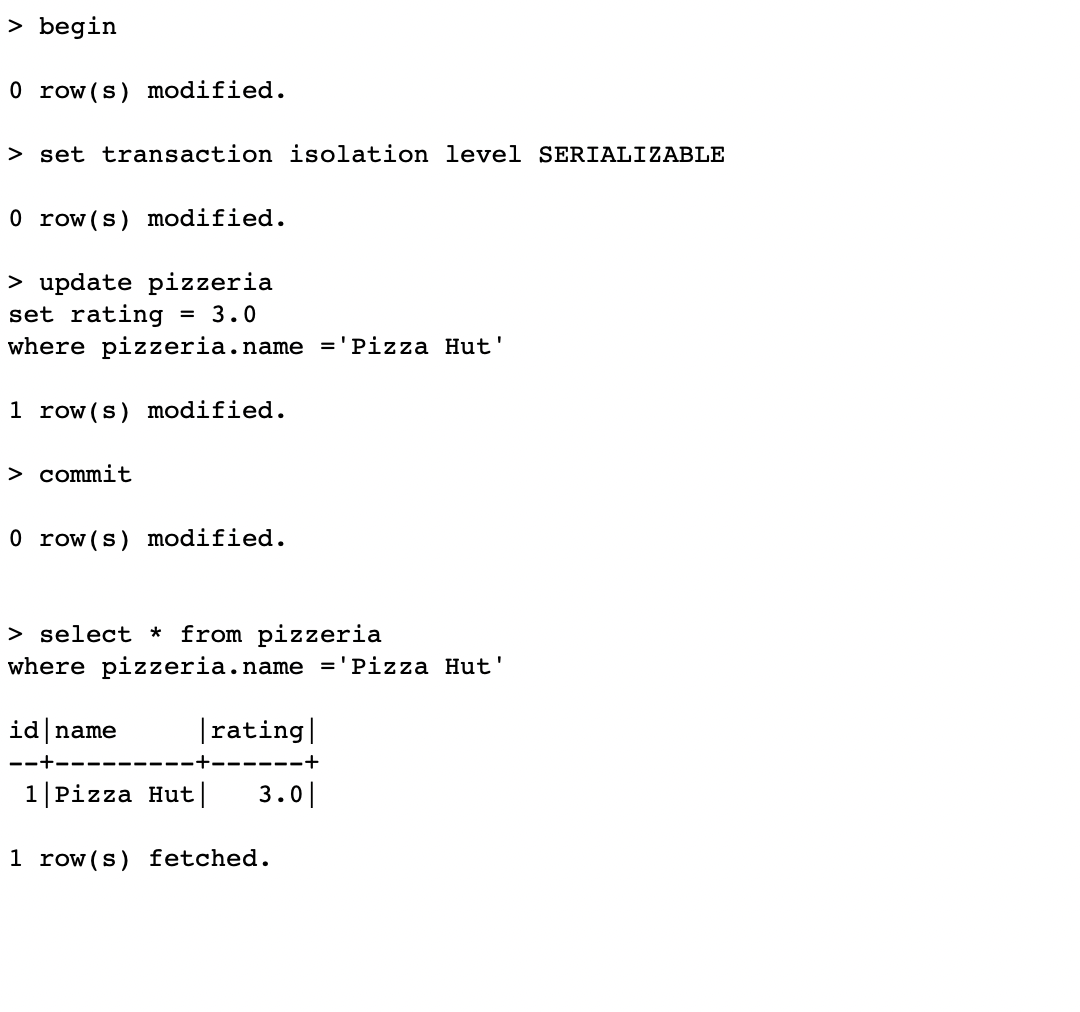 > begin
0 row(s) modified.
> set transaction isolation level SERIALIZABLE
0 row(s) modified.
> update pizzeria
set rating = 3.0
where pizzeria.name ='Pizza Hut'
1 row(s) modified.
> commit
0 row(s) modified.
> select * from pizzeria
where pizzeria.name ='Pizza Hut'
id|name     |rating|
--+---------+------+
 1|Pizza Hut|   3.0|
1 row(s) fetched.